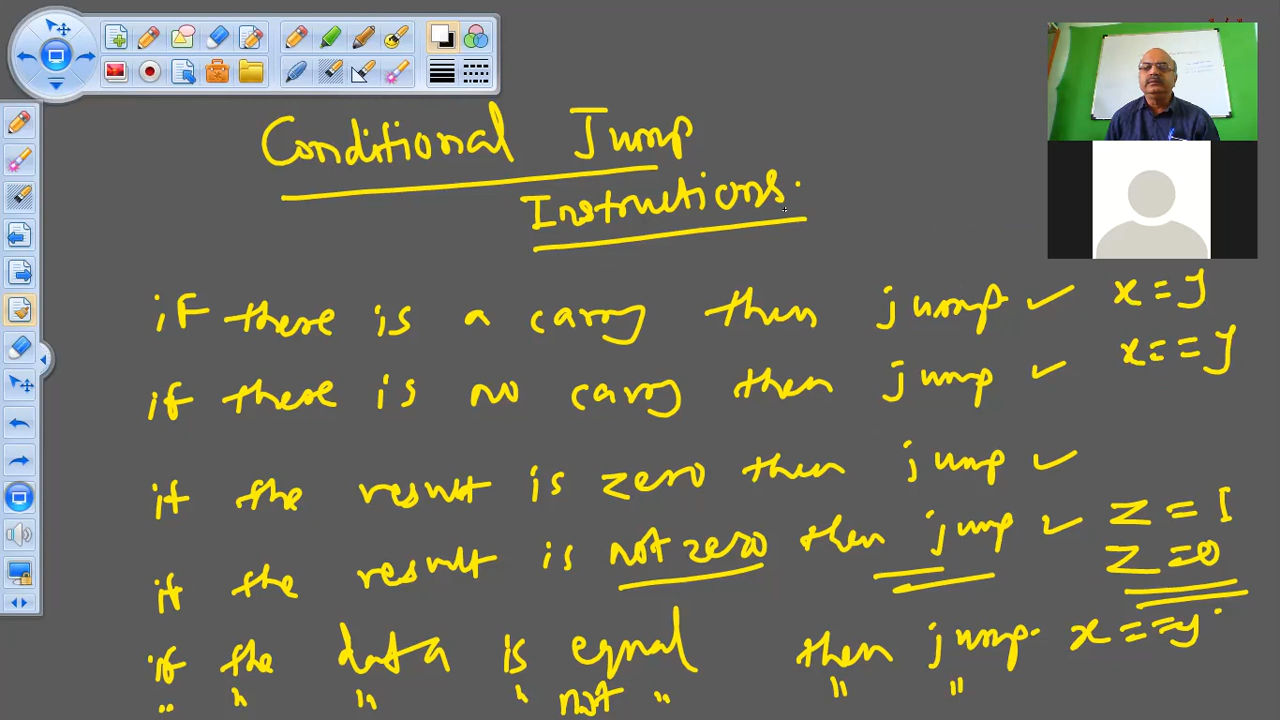 Conditional Jump
Instructions.
if there is a carry then jump ✓ x = y
x = = y
if there is no carry then jump ✓
if the result is zero then jump ✓
if the result is not zero then jump ✓ Z = 1
Z = 0
if the data is equal then jump. x = = y
" " " " not " " "